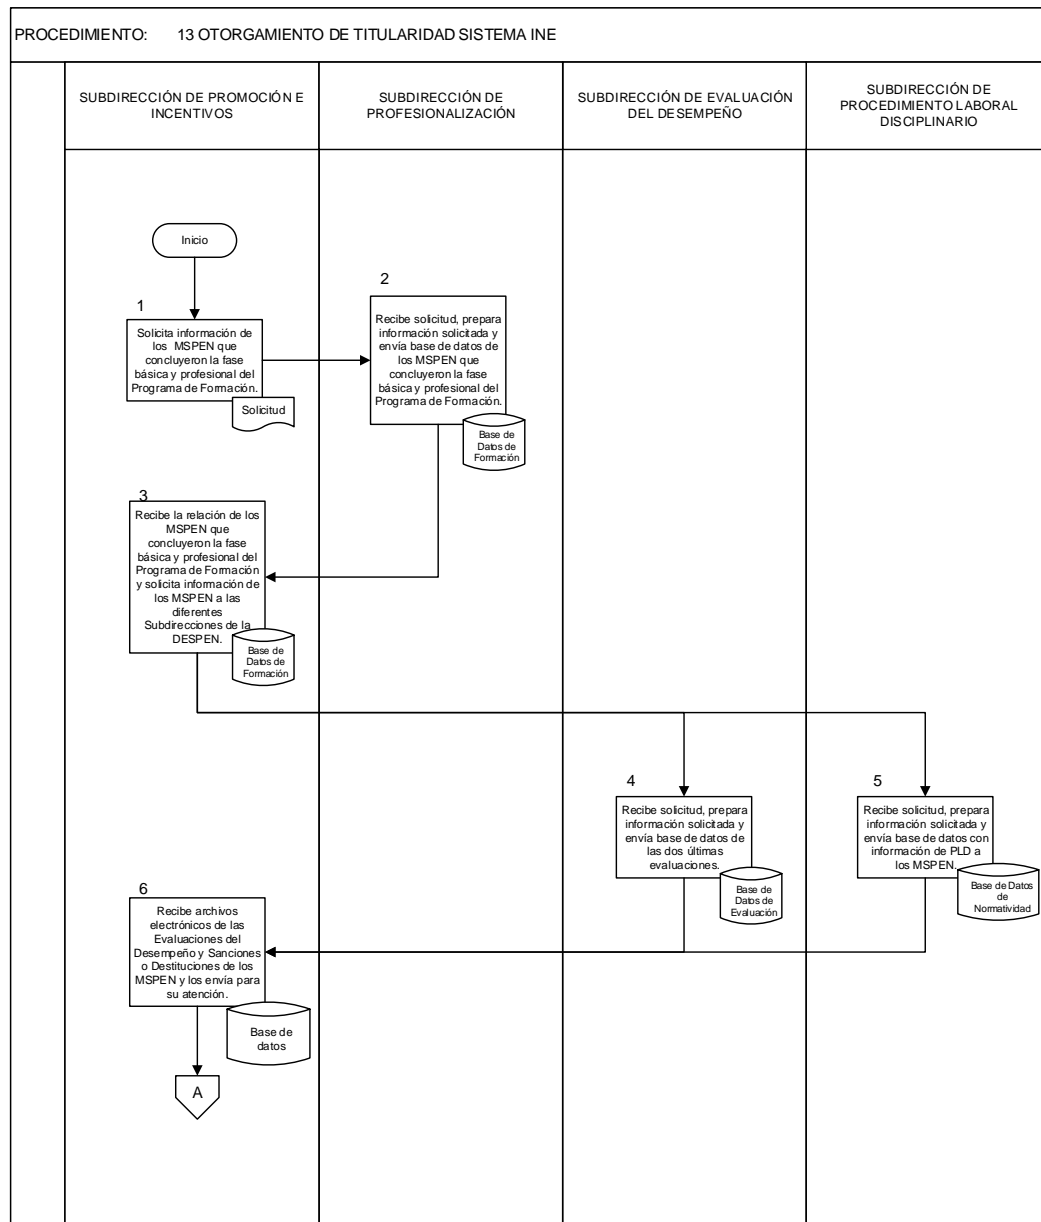 PROCEDIMIENTO: 13 OTORGAMIENTO DE TITULARIDAD SISTEMA INE
SUBDIRECCIÓN DE PROMOCIÓN E
INCENTIVOS
SUBDIRECCIÓN DE
PROFESIONALIZACIÓN
SUBDIRECCIÓN DE EVALUACIÓN
DEL DESEMPEÑO
SUBDIRECCIÓN DE
PROCEDIMIENTO LABORAL
DISCIPLINARIO
Inicio
1
Solicita información de
los MSPEN que
concluyeron la fase
básica y profesional del
Programa de Formación.
Solicitud
2
Recibe solicitud, prepara
información solicitada y
envía base de datos de
los MSPEN que
concluyeron la fase
básica y profesional del
Programa de Formación.
Base de
Datos de
Formación
3
Recibe la relación de los
MSPEN que
concluyeron la fase
básica y profesional del
Programa de Formación
y solicita información de
los MSPEN a las
diferentes
Subdirecciones de la
DESPEN.
Base de
Datos de
Formación
4
Recibe solicitud, prepara
información solicitada y
envía base de datos de
las dos últimas
evaluaciones.
Base de
Datos de
Evaluación
5
Recibe solicitud, prepara
información solicitada y
envía base de datos con
información de PLD a
los MSPEN.
Base de Datos
de
Normatividad
6
Recibe archivos
electrónicos de las
Evaluaciones del
Desempeño y Sanciones
o Destituciones de los
MSPEN y los envía para
su atención.
Base de
datos
A